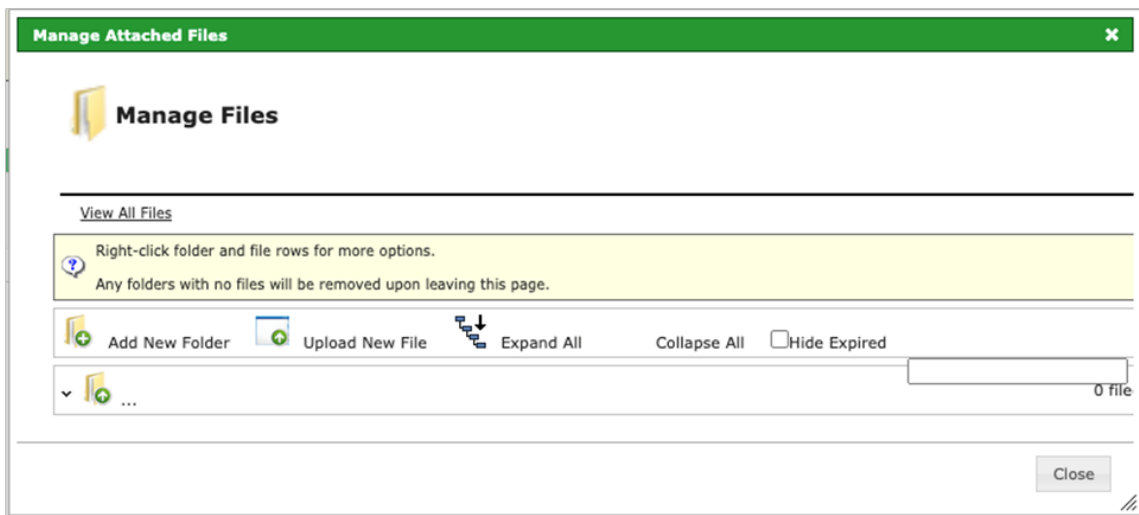 Manage Attached Files
Manage Files
View All Files
Right-click folder and file rows for more options.
Any folders with no files will be removed upon leaving this page.
Add New Folder Upload New File Expand All Collapse All Hide Expired
... 0 file
Close